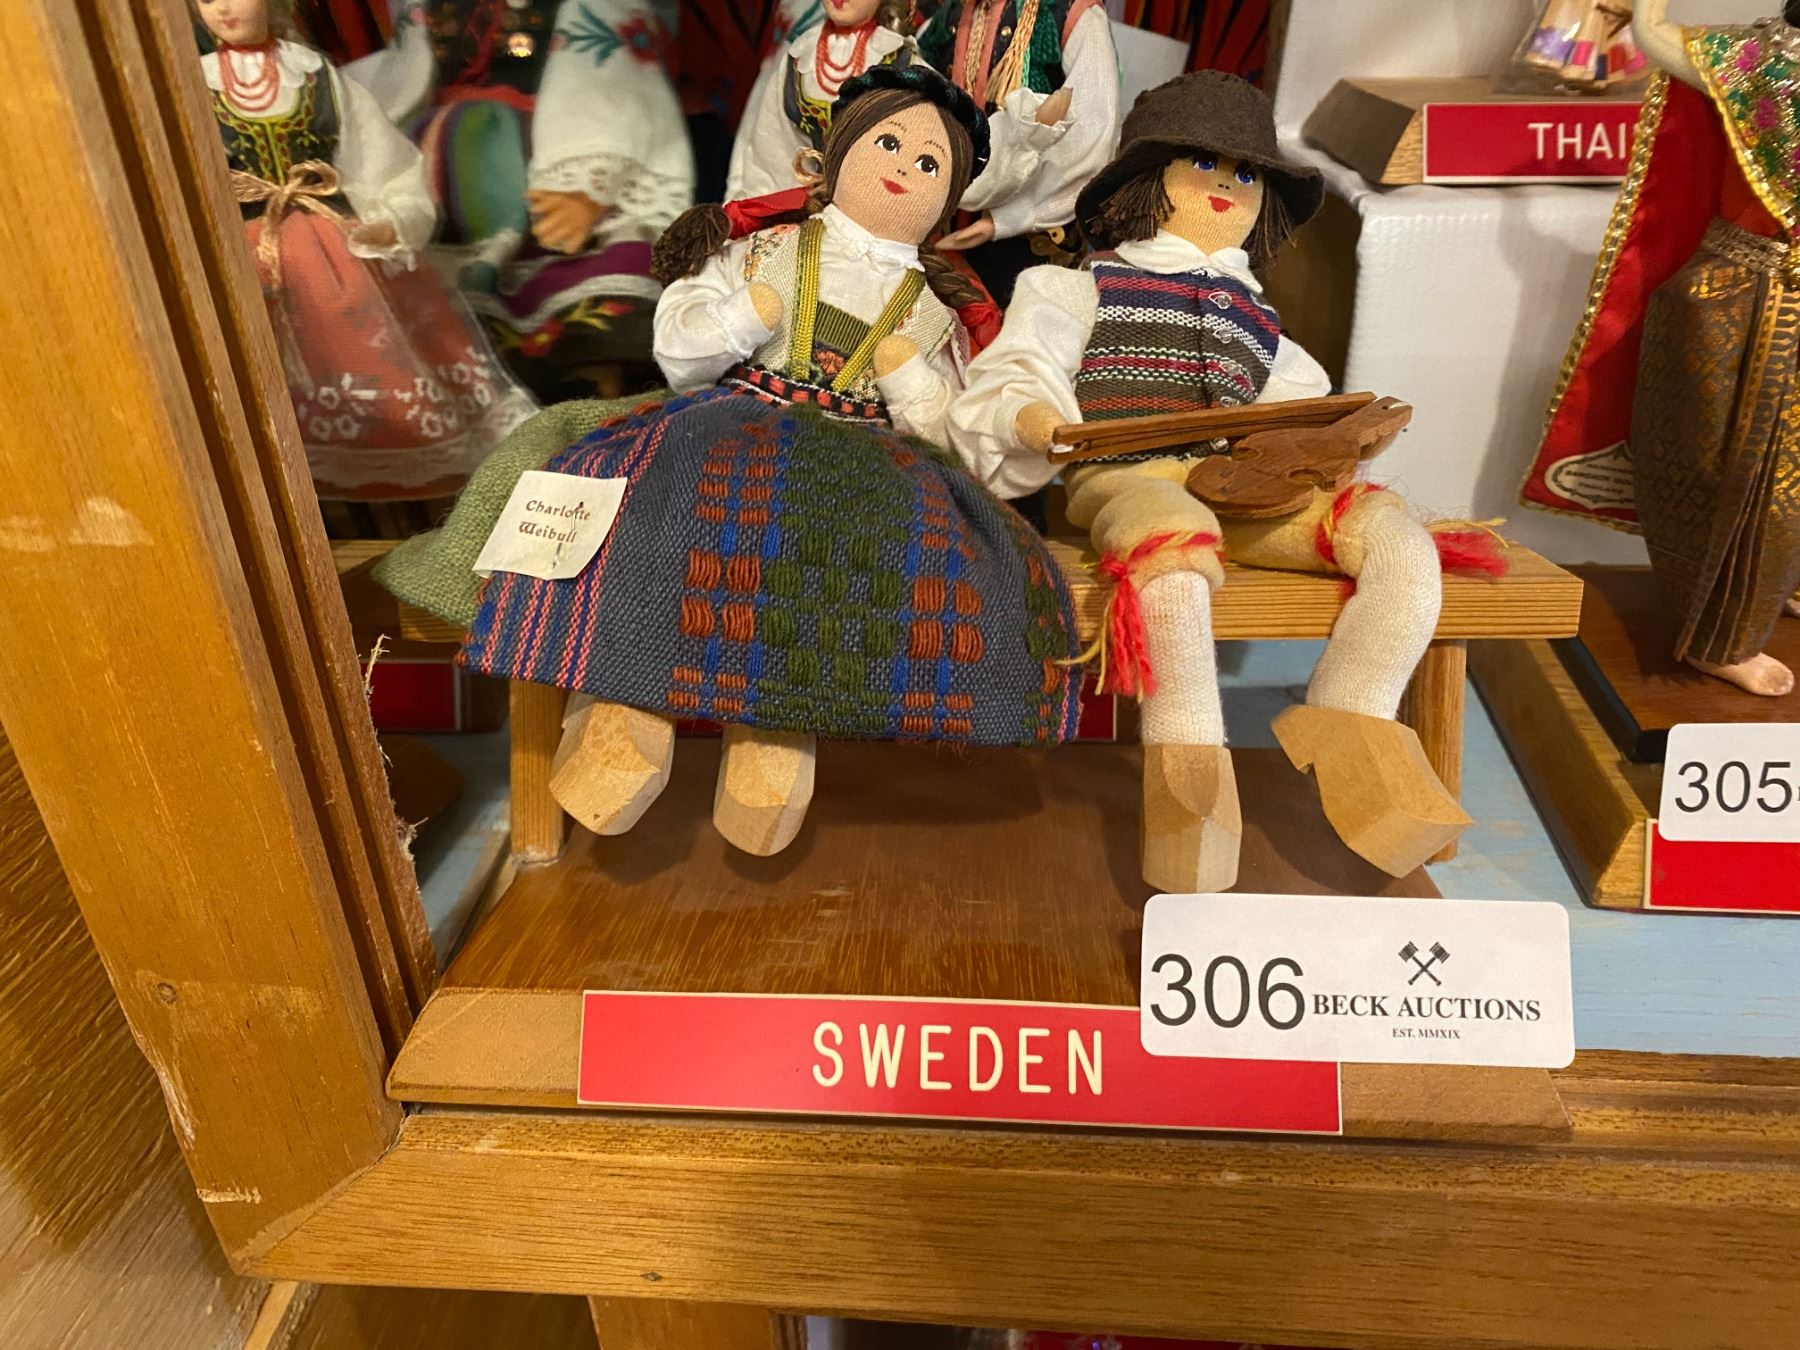 THAI
Charlotte
Weibull
305
306 BECK AUCTIONS
EST. MMXIX
SWEDEN